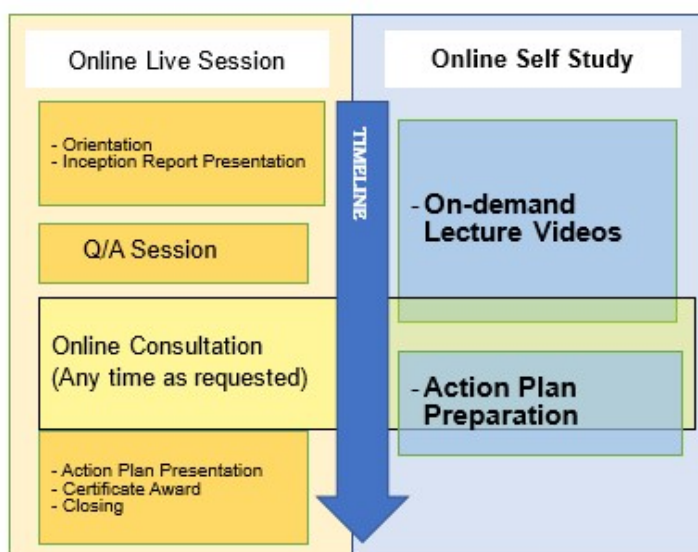 Online Live Session
Online Self Study
- Orientation
- Inception Report Presentation
TIMELINE
- On-demand
Lecture Videos
Q/A Session
Online Consultation
(Any time as requested)
- Action Plan
Preparation
- Action Plan Presentation
- Certificate Award
- Closing